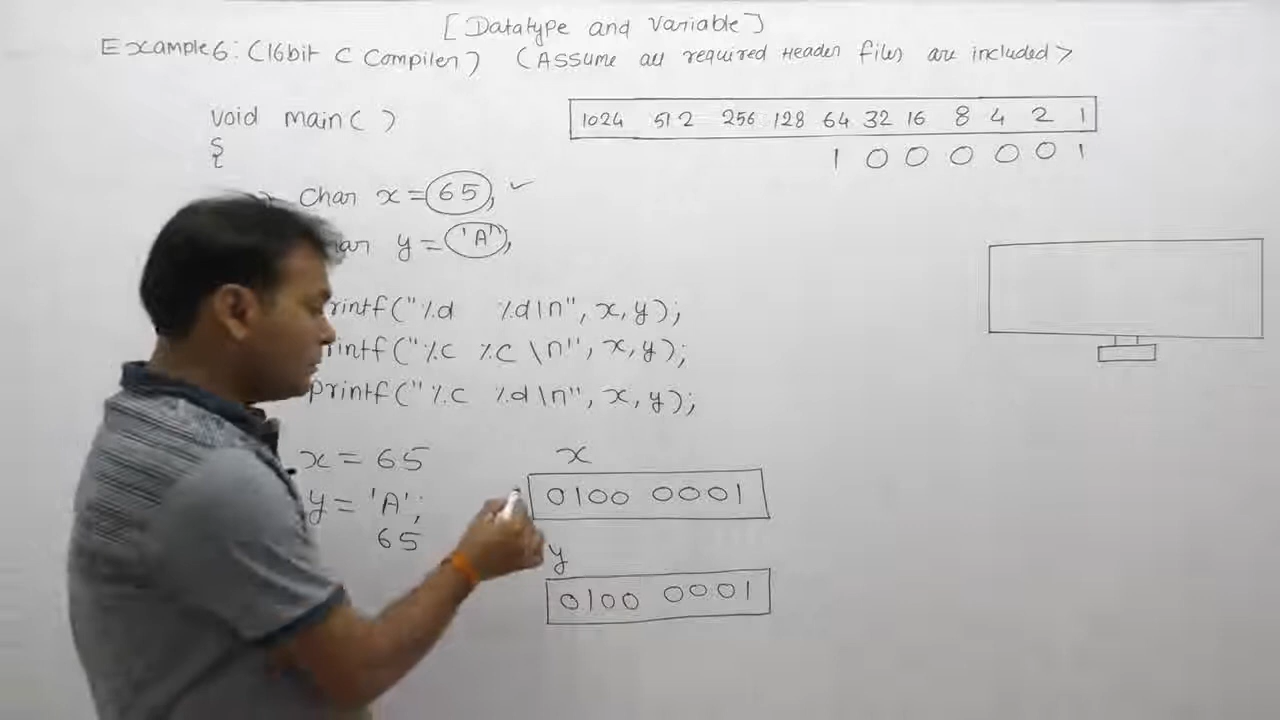 [Datatype and Variable]
Example 6: (16bit C Compiler) (Assume all required Header files are included>
void main( )
{
char x = 65, ✓
y = 'A',
rintf("%d %d\n", x, y);
intf("%c %c \n", x, y);
printf("%c %d\n", x, y);
x = 65
y = 'A';
65
1024 512 256 128 64 32 16 8 4 2 1
1 0 0 0 0 0 1
x
0100 0001
y
0100 0001